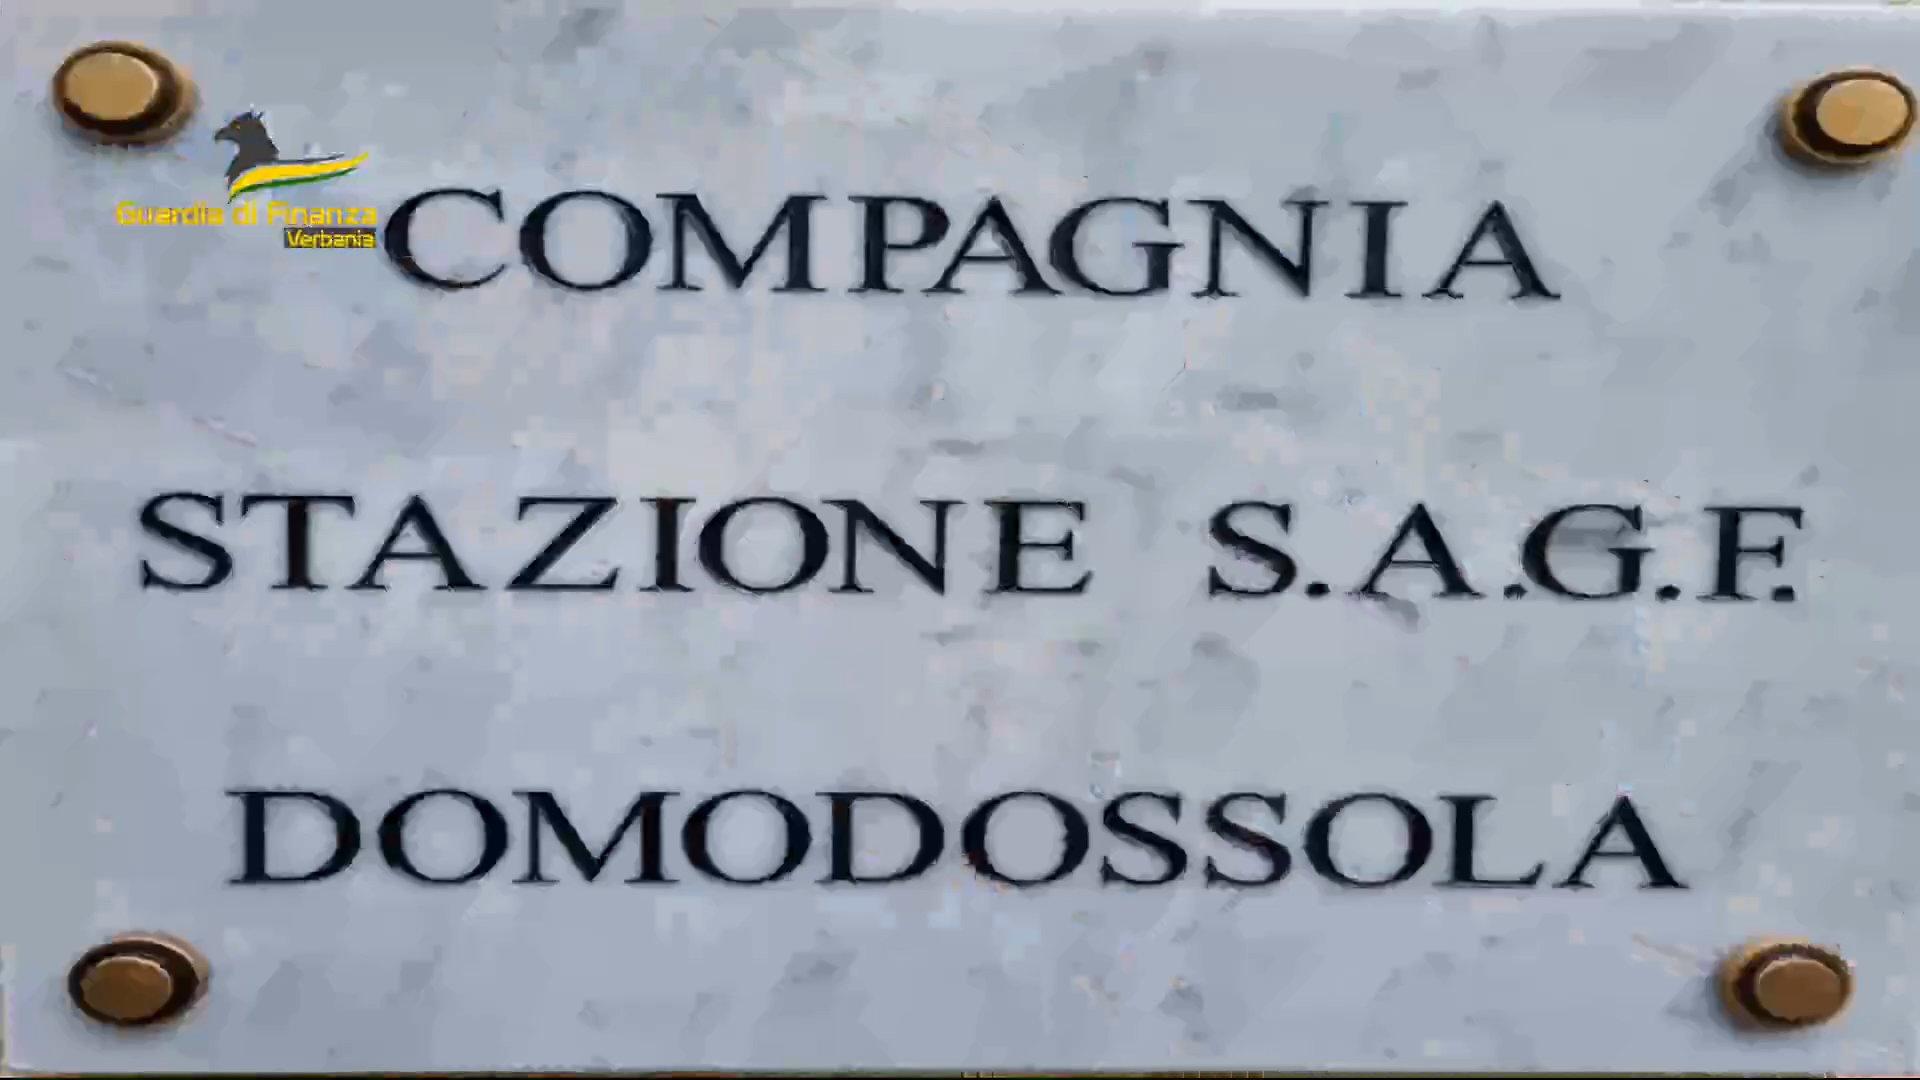 Guardia di Finanza
Verbania
COMPAGNIA
STAZIONE S.A.G.F.
DOMODOSSOLA